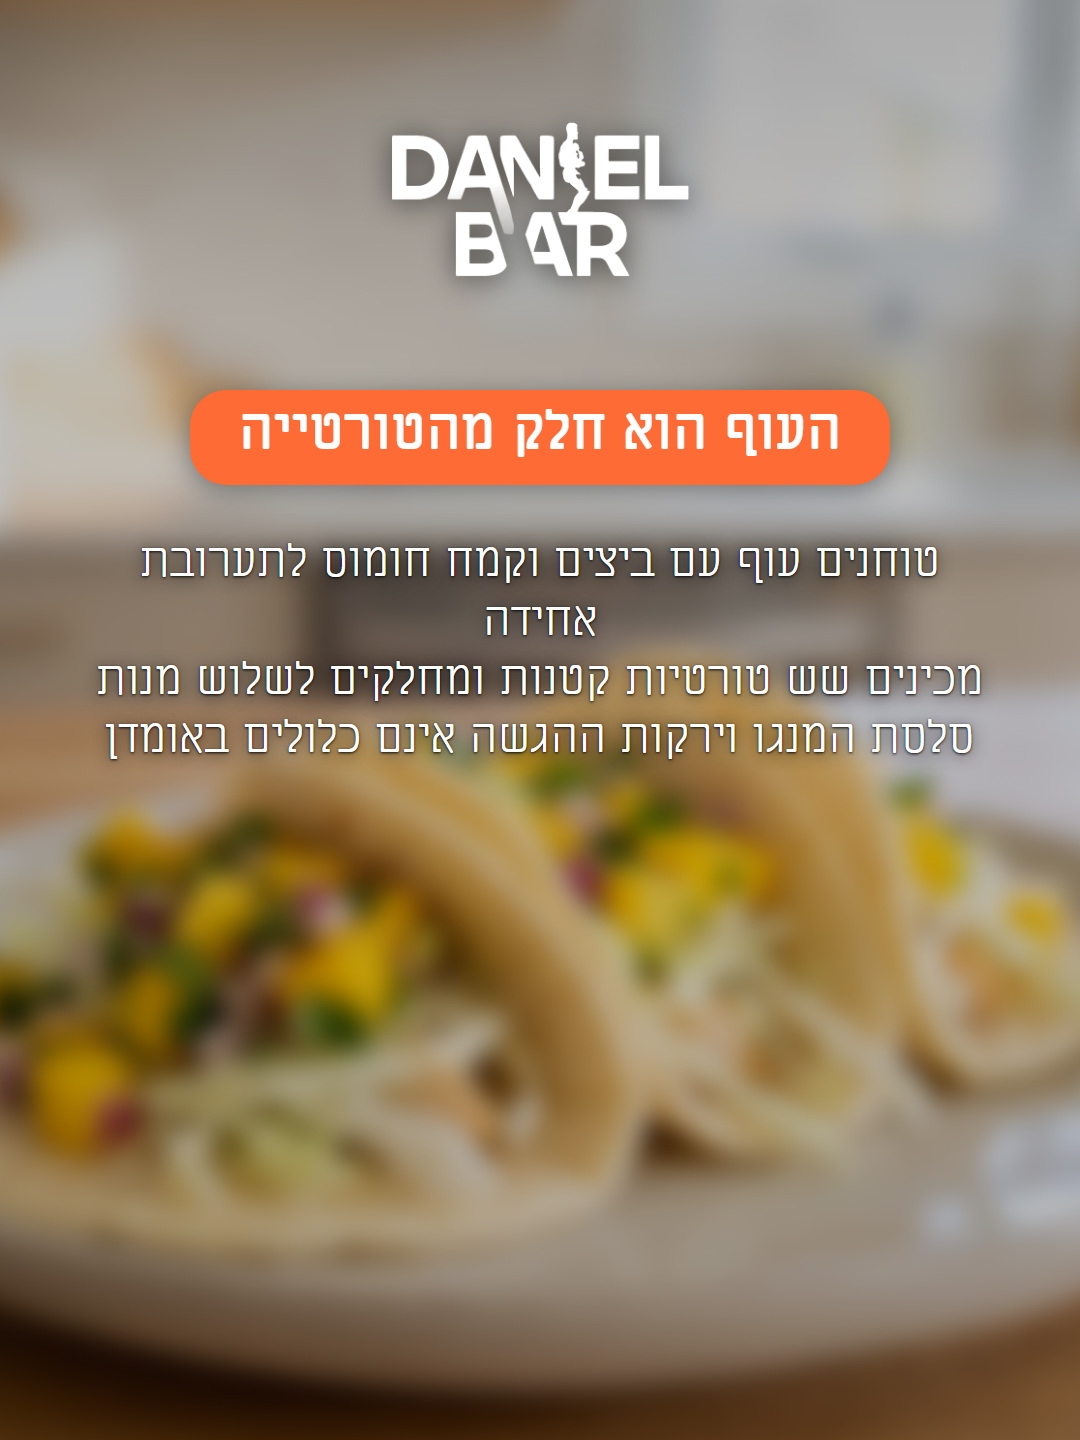 DANIEL
BAR
העוף הוא חלק מהטורטייה
טוחנים עוף עם ביצים וקמח חומוס לתערובת
אחידה
מכינים שש טורטיות קטנות ומחלקים לשלוש מנות
סלסת המנגו וירקות ההגשה אינם כלולים באומדן